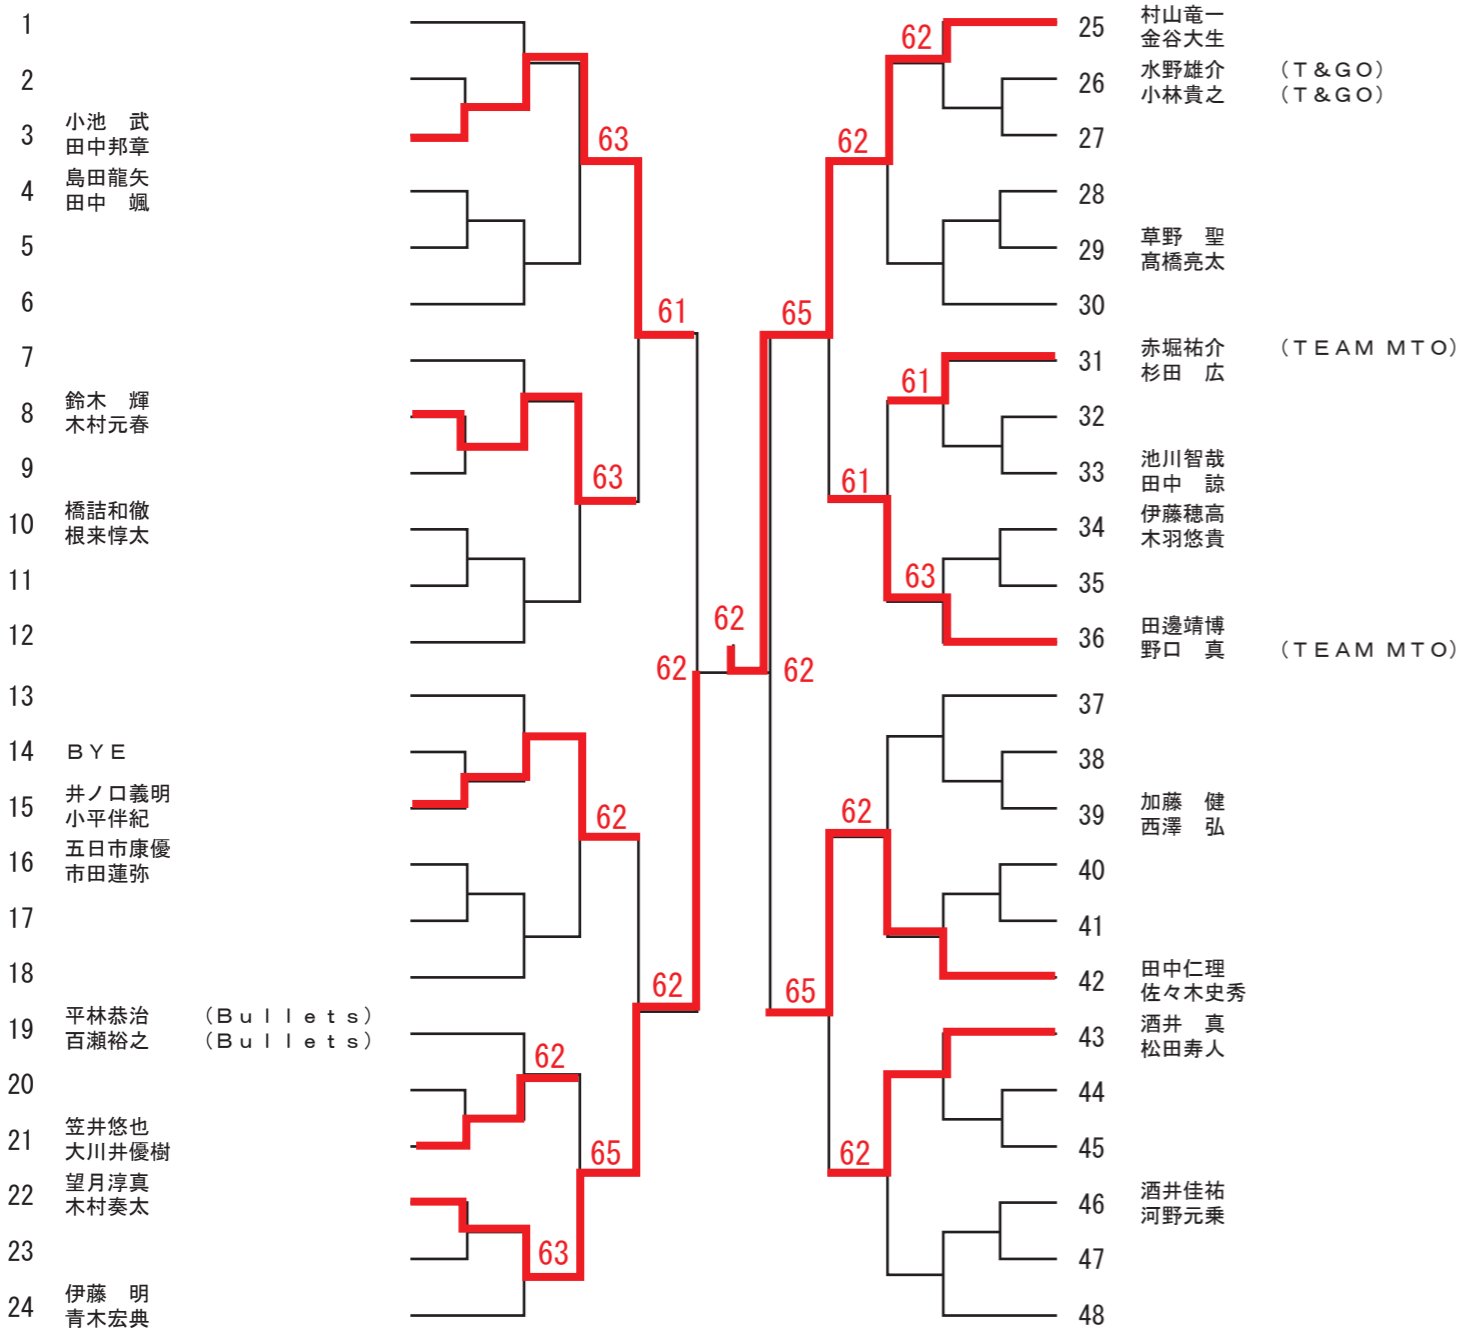 1
2
3 小池　武
田中邦章
4 島田龍矢
田中　颯
5
6
7
8 鈴木　輝
木村元春
9
10 橋詰和徹
根来惇太
11
12
13
14 ＢＹＥ
15 井ノ口義明
小平伴紀
16 五日市康優
市田蓮弥
17
18
19 平林恭治 （Ｂｕｌｌｅｔｓ）
百瀬裕之 （Ｂｕｌｌｅｔｓ）
20
21 笠井悠也
大川井優樹
22 望月淳真
木村奏太
23
24 伊藤　明
青木宏典
63
61
63
62
62
62
62
65
63
62
62
62
65
61
61
63
62
62
65
62
25 村山竜一
金谷大生
26 水野雄介 （Ｔ＆ＧＯ）
小林貴之 （Ｔ＆ＧＯ）
27
28
29 草野　聖
髙橋亮太
30
31 赤堀祐介 （ＴＥＡＭ ＭＴＯ）
杉田　広
32
33 池川智哉
田中　諒
34 伊藤穂高
木羽悠貴
35
36 田邊靖博
野口　真 （ＴＥＡＭ ＭＴＯ）
37
38
39 加藤　健
西澤　弘
40
41
42 田中仁理
佐々木史秀
43 酒井　真
松田寿人
44
45
46 酒井佳祐
河野元乗
47
48